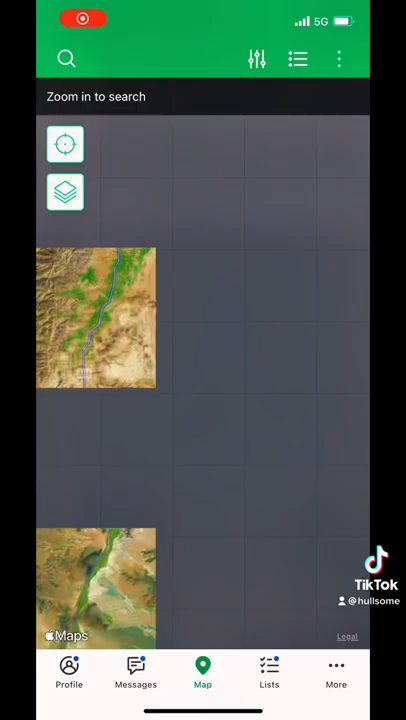 5G
Zoom in to search
TikTok
@hullsome
Maps
Legal
Profile
Messages
Map
Lists
More